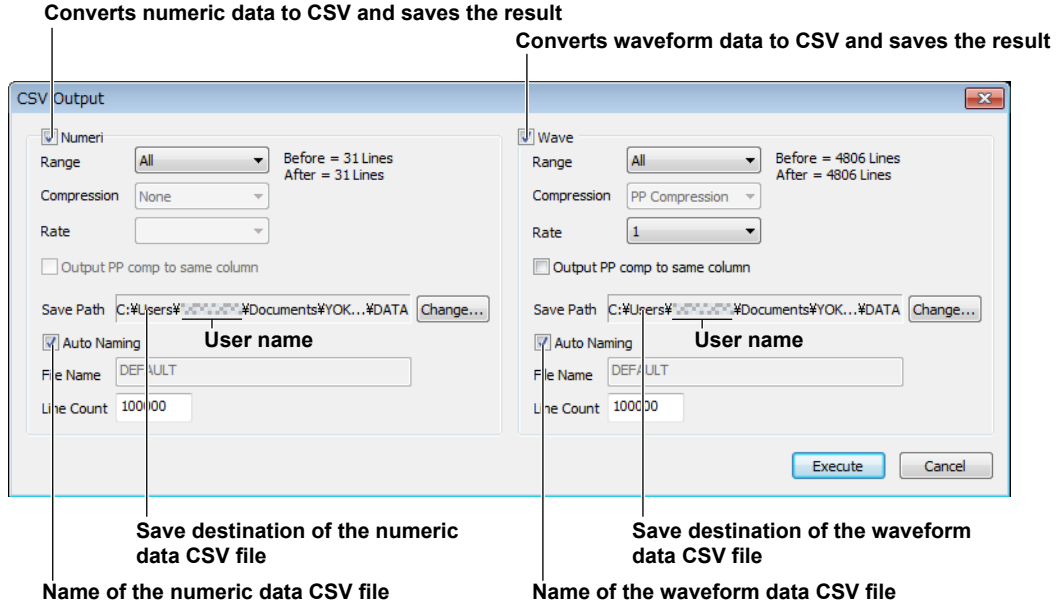 Converts numeric data to CSV and saves the result
Converts waveform data to CSV and saves the result
CSV Output
Numeri
Range All Before = 31 Lines
After = 31 Lines
Compression None
Rate
Output PP comp to same column
Save Path C:¥Users¥ ¥Documents¥YOK...¥DATA Change...
User name
Auto Naming
File Name DEFAULT
Line Count 100000
Wave
Range All Before = 4806 Lines
After = 4806 Lines
Compression PP Compression
Rate 1
Output PP comp to same column
Save Path C:¥Users¥ ¥Documents¥YOK...¥DATA Change...
User name
Auto Naming
File Name DEFAULT
Line Count 100000
Execute Cancel
Save destination of the numeric
data CSV file
Save destination of the waveform
data CSV file
Name of the numeric data CSV file
Name of the waveform data CSV file